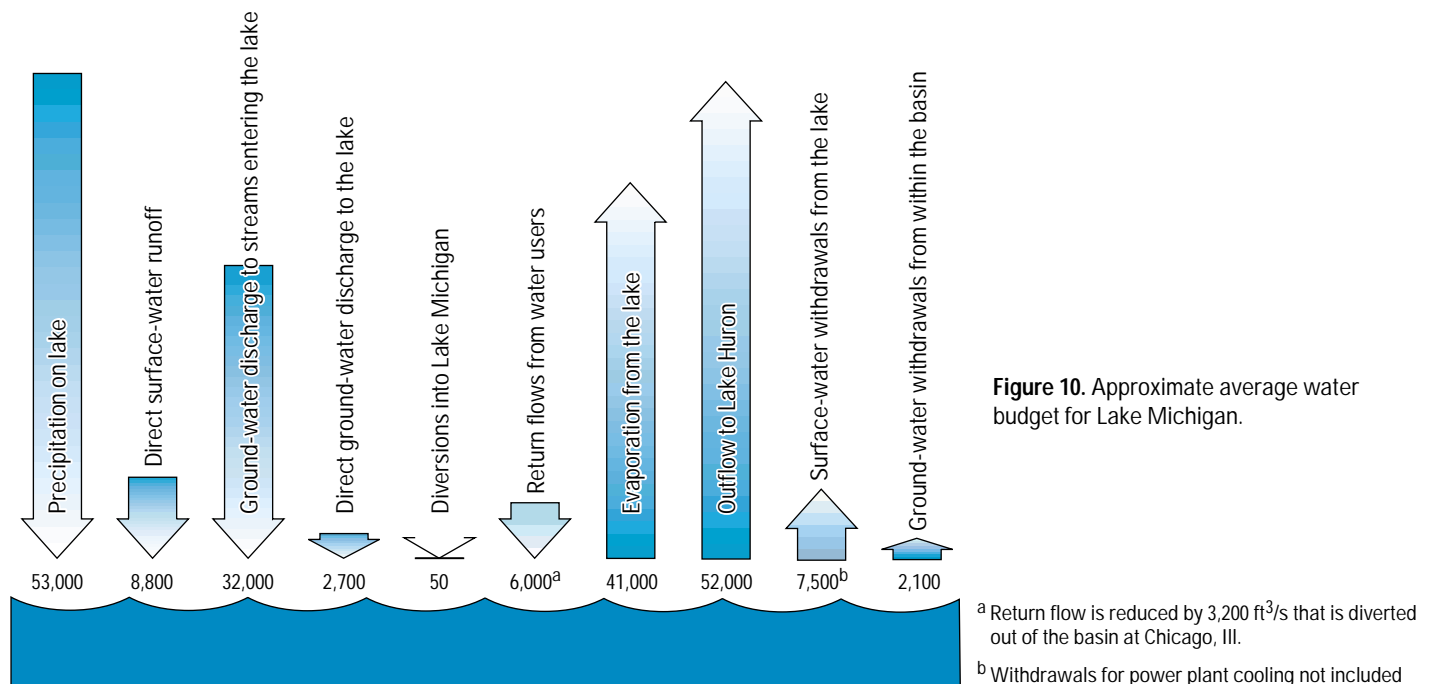 Precipitation on lake
Direct surface-water runoff
Ground-water discharge to streams entering the lake
Direct ground-water discharge to the lake
Diversions into Lake Michigan
Return flows from water users
Evaporation from the lake
Outflow to Lake Huron
Surface-water withdrawals from the lake
Ground-water withdrawals from within the basin
53,000 8,800 32,000 2,700 50 6,000a 41,000 52,000 7,500b 2,100
Figure 10. Approximate average water
budget for Lake Michigan.
a Return flow is reduced by 3,200 ft3/s that is diverted
out of the basin at Chicago, Ill.
b Withdrawals for power plant cooling not included